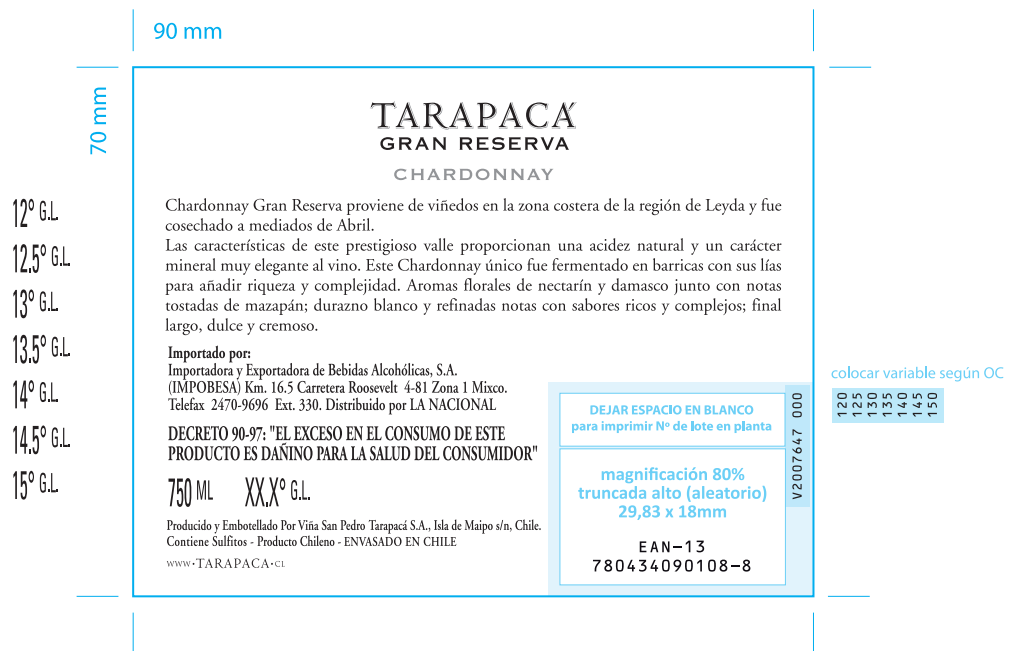 90 mm
70 mm
TARAPACÁ
GRAN RESERVA
CHARDONNAY
Chardonnay Gran Reserva proviene de viñedos en la zona costera de la región de Leyda y fue
cosechado a mediados de Abril.
Las características de este prestigioso valle proporcionan una acidez natural y un carácter
mineral muy elegante al vino. Este Chardonnay único fue fermentado en barricas con sus lías
para añadir riqueza y complejidad. Aromas florales de nectarín y damasco junto con notas
tostadas de mazapán; durazno blanco y refinadas notas con sabores ricos y complejos; final
largo, dulce y cremoso.
Importado por:
Importadora y Exportadora de Bebidas Alcohólicas, S.A.
(IMPOBESA) Km. 16.5 Carretera Roosevelt 4-81 Zona 1 Mixco.
Telefax 2470-9696 Ext. 330. Distribuido por LA NACIONAL
DECRETO 90-97: "EL EXCESO EN EL CONSUMO DE ESTE
PRODUCTO ES DAÑINO PARA LA SALUD DEL CONSUMIDOR"
750 ML XX.X° G.L.
Producido y Embotellado Por Viña San Pedro Tarapacá S.A., Isla de Maipo s/n, Chile.
Contiene Sulfitos - Producto Chileno - ENVASADO EN CHILE
WWW•TARAPACA•CL
DEJAR ESPACIO EN BLANCO
para imprimir Nº de lote en planta
magnificación 80%
truncada alto (aleatorio)
29,83 x 18mm
EAN-13
780434090108-8
V2007647 000
12° G.L.
12.5° G.L.
13° G.L.
13.5° G.L.
14° G.L.
14.5° G.L.
15° G.L.
colocar variable según OC
120
125
130
135
140
145
150